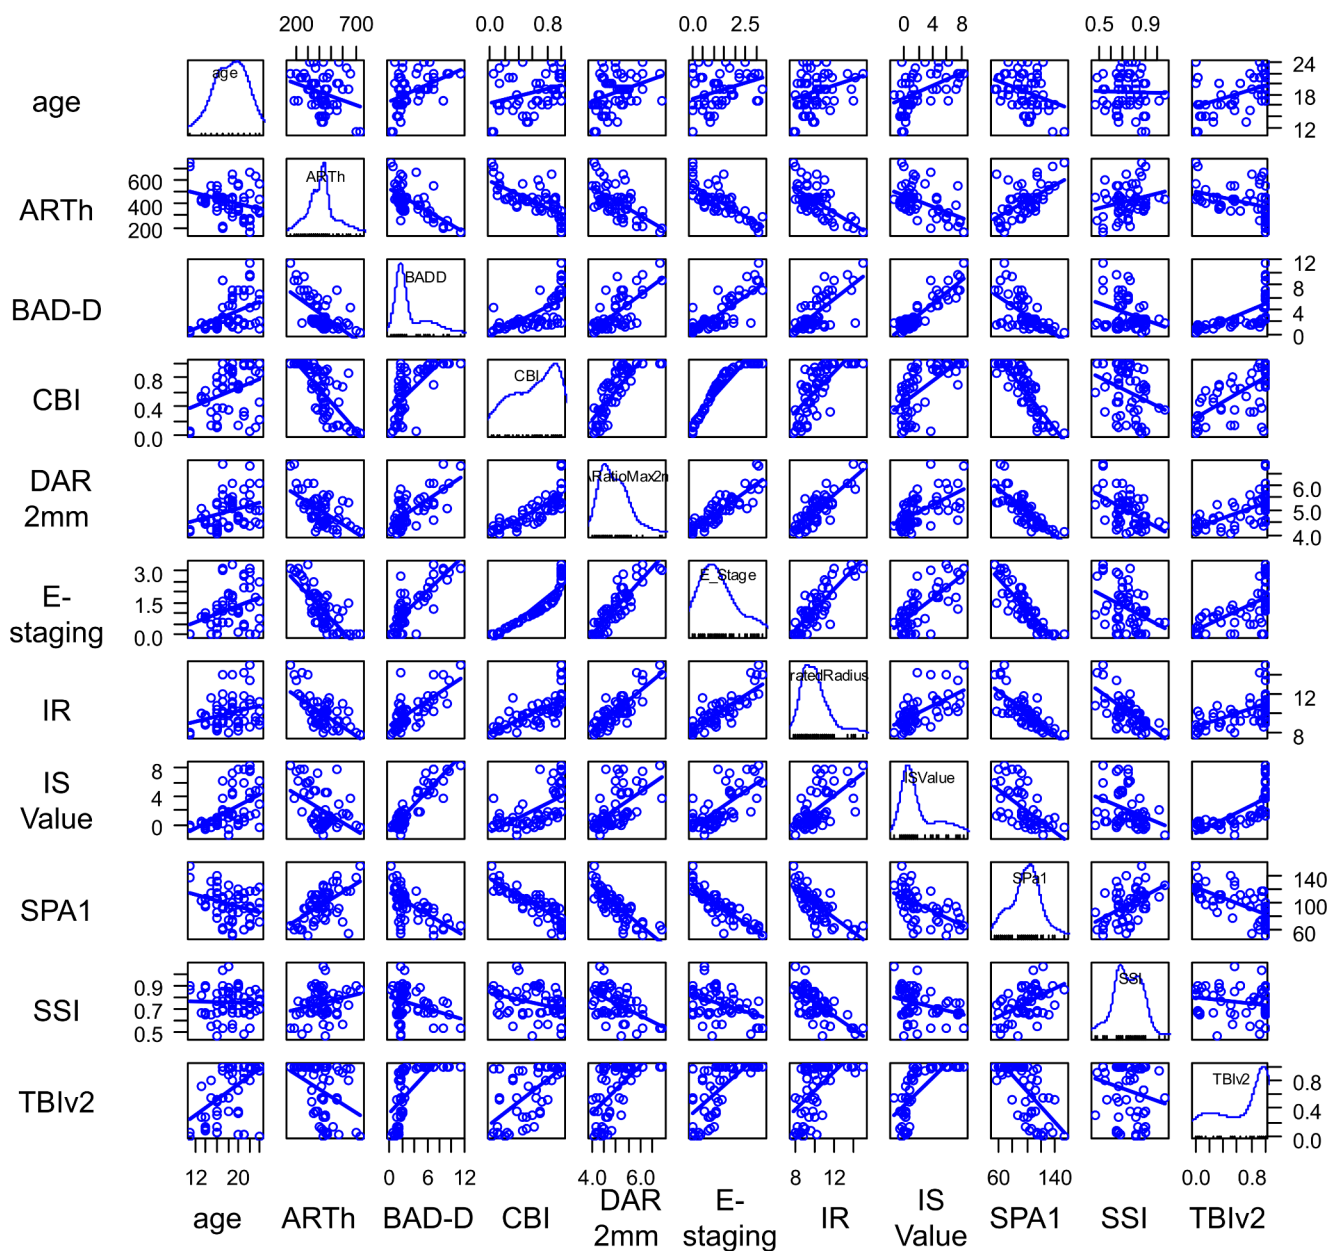 200 700 0.0 0.8 0.0 2.5 0 4 8 0.5 0.9
age age 24 18 12
ARTh 600 400 200 ARTh
BAD-D BADD 12 8 4 0
CBI 0.8 0.4 0.0 CBI
DAR
2mm ARatioMax2n 6.0 5.0 4.0
E-
staging 3.0 1.5 0.0 E_Stage
IR ratedRadius 12 8
IS
Value 8 4 0 ISValue
SPA1 SPa1 140 100 60
SSI 0.9 0.7 0.5 SSI
TBIv2 TBIv2 0.8 0.4 0.0
12 20 0 6 12 4.0 6.0 8 12 60 140 0.0 0.8
age ARTh BAD-D CBI DAR
2mm E-
staging IR IS
Value SPA1 SSI TBIv2